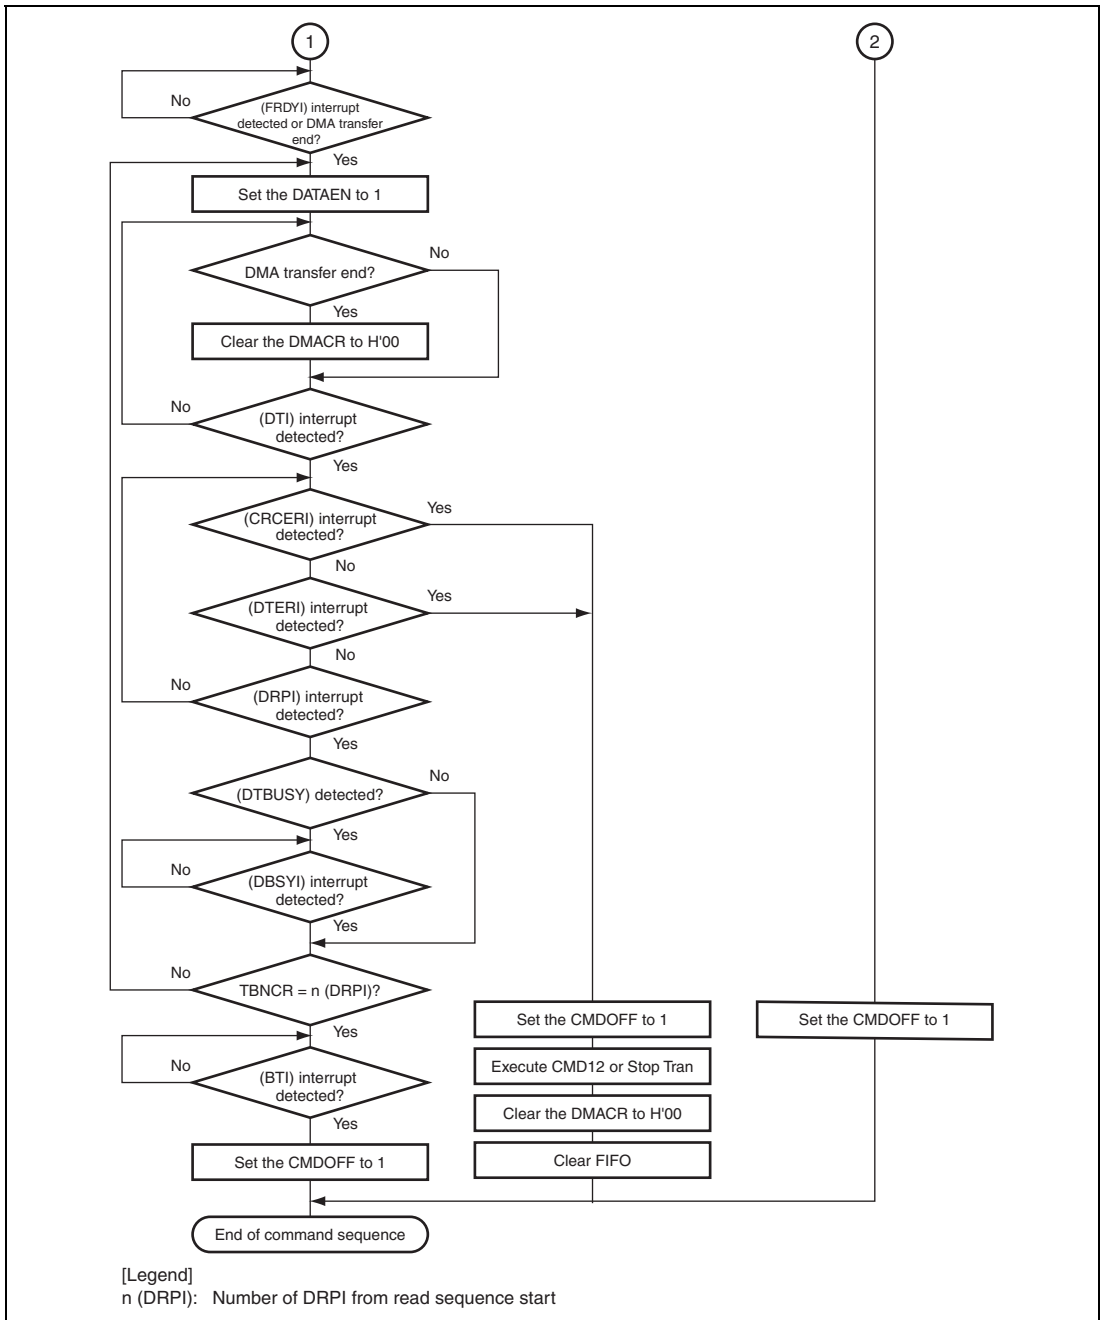 1
2
No
(FRDYI) interrupt
detected or DMA transfer
end?
Yes
Set the DATAEN to 1
No
DMA transfer end?
Yes
Clear the DMACR to H'00
No
(DTI) interrupt
detected?
Yes
(CRCERI) interrupt
detected?
Yes
No
(DTERI) interrupt
detected?
Yes
No
No
(DRPI) interrupt
detected?
Yes
(DTBUSY) detected?
No
Yes
No
(DBSYI) interrupt
detected?
Yes
No
TBNCR = n (DRPI)?
Yes
No
(BTI) interrupt
detected?
Yes
Set the CMDOFF to 1
Set the CMDOFF to 1
Execute CMD12 or Stop Tran
Clear the DMACR to H'00
Clear FIFO
Set the CMDOFF to 1
End of command sequence
[Legend]
n (DRPI): Number of DRPI from read sequence start